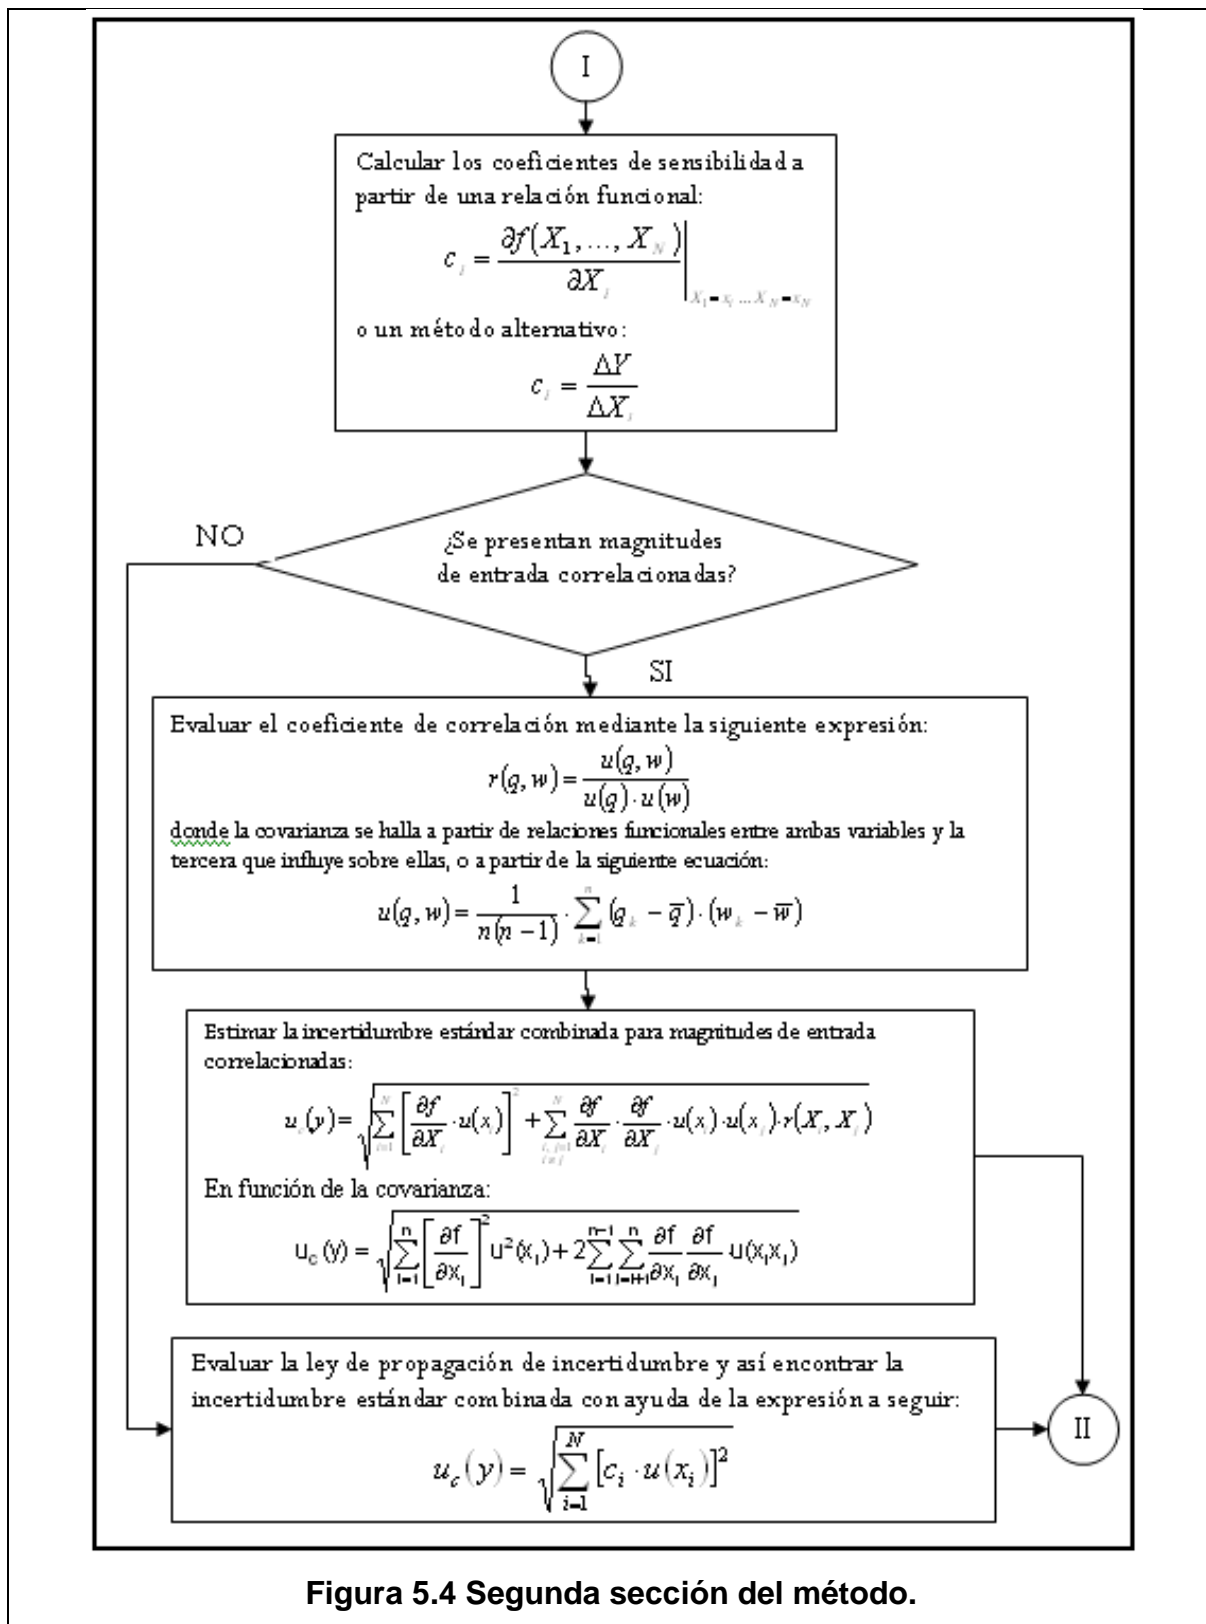 I
Calcular los coeficientes de sensibilidad a
partir de una relación funcional:
c_i = ∂f(X_1,..., X_N) / ∂X_i |_{X_1=x_i ...X_N=x_N}
o un método alternativo:
c_i = ΔY / ΔX_i
¿Se presentan magnitudes
de entrada correlacionadas?
NO
SI
Evaluar el coeficiente de correlación mediante la siguiente expresión:
r(q, w) = u(q, w) / u(q)·u(w)
donde la covarianza se halla a partir de relaciones funcionales entre ambas variables y la
tercera que influye sobre ellas, o a partir de la siguiente ecuación:
u(q, w) = 1 / n(n − 1) · ∑_{k=1}^{n} (q_k − q̅)·(w_k − w̅)
Estimar la incertidumbre estándar combinada para magnitudes de entrada
correlacionadas:
u_c(y) = √( ∑_{i=1}^{N} [∂f/∂X_i · u(x_i)]^2 + ∑_{i, j=1, i≠j}^{N} ∂f/∂X_i · ∂f/∂X_j · u(x_i)·u(x_j)·r(X_i, X_j) )
En función de la covarianza:
u_c (y) = √( ∑_{i=1}^{n} [∂f/∂x_i]^2 u^2(x_i) + 2 ∑_{i=1}^{n-1} ∑_{j=i+1}^{n} ∂f/∂x_i ∂f/∂x_j u(x_i x_j) )
Evaluar la ley de propagación de incertidumbre y así encontrar la
incertidumbre estándar combinada con ayuda de la expresión a seguir:
u_c(y) = √( ∑_{i=1}^{N} [c_i · u(x_i)]^2 )
II
Figura 5.4 Segunda sección del método.